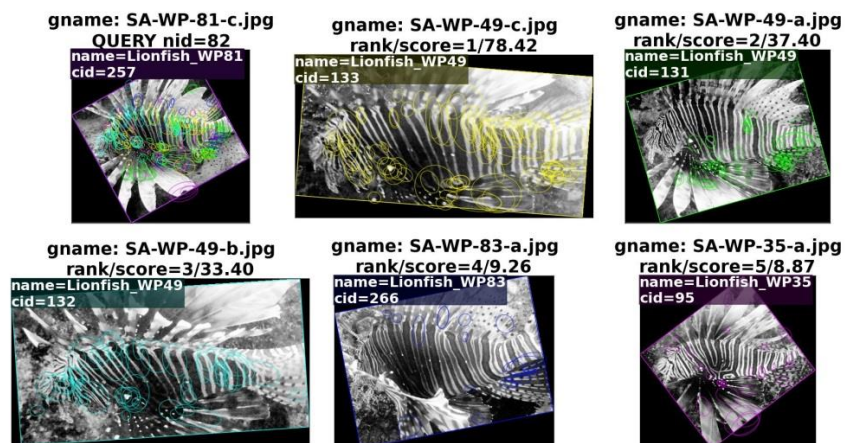 gname: SA-WP-81-c.jpg
QUERY nid=82
name=Lionfish_WP81
cid=257
gname: SA-WP-49-c.jpg
rank/score=1/78.42
name=Lionfish_WP49
cid=133
gname: SA-WP-49-a.jpg
rank/score=2/37.40
name=Lionfish_WP49
cid=131
gname: SA-WP-49-b.jpg
rank/score=3/33.40
name=Lionfish_WP49
cid=132
gname: SA-WP-83-a.jpg
rank/score=4/9.26
name=Lionfish_WP83
cid=266
gname: SA-WP-35-a.jpg
rank/score=5/8.87
name=Lionfish_WP35
cid=95